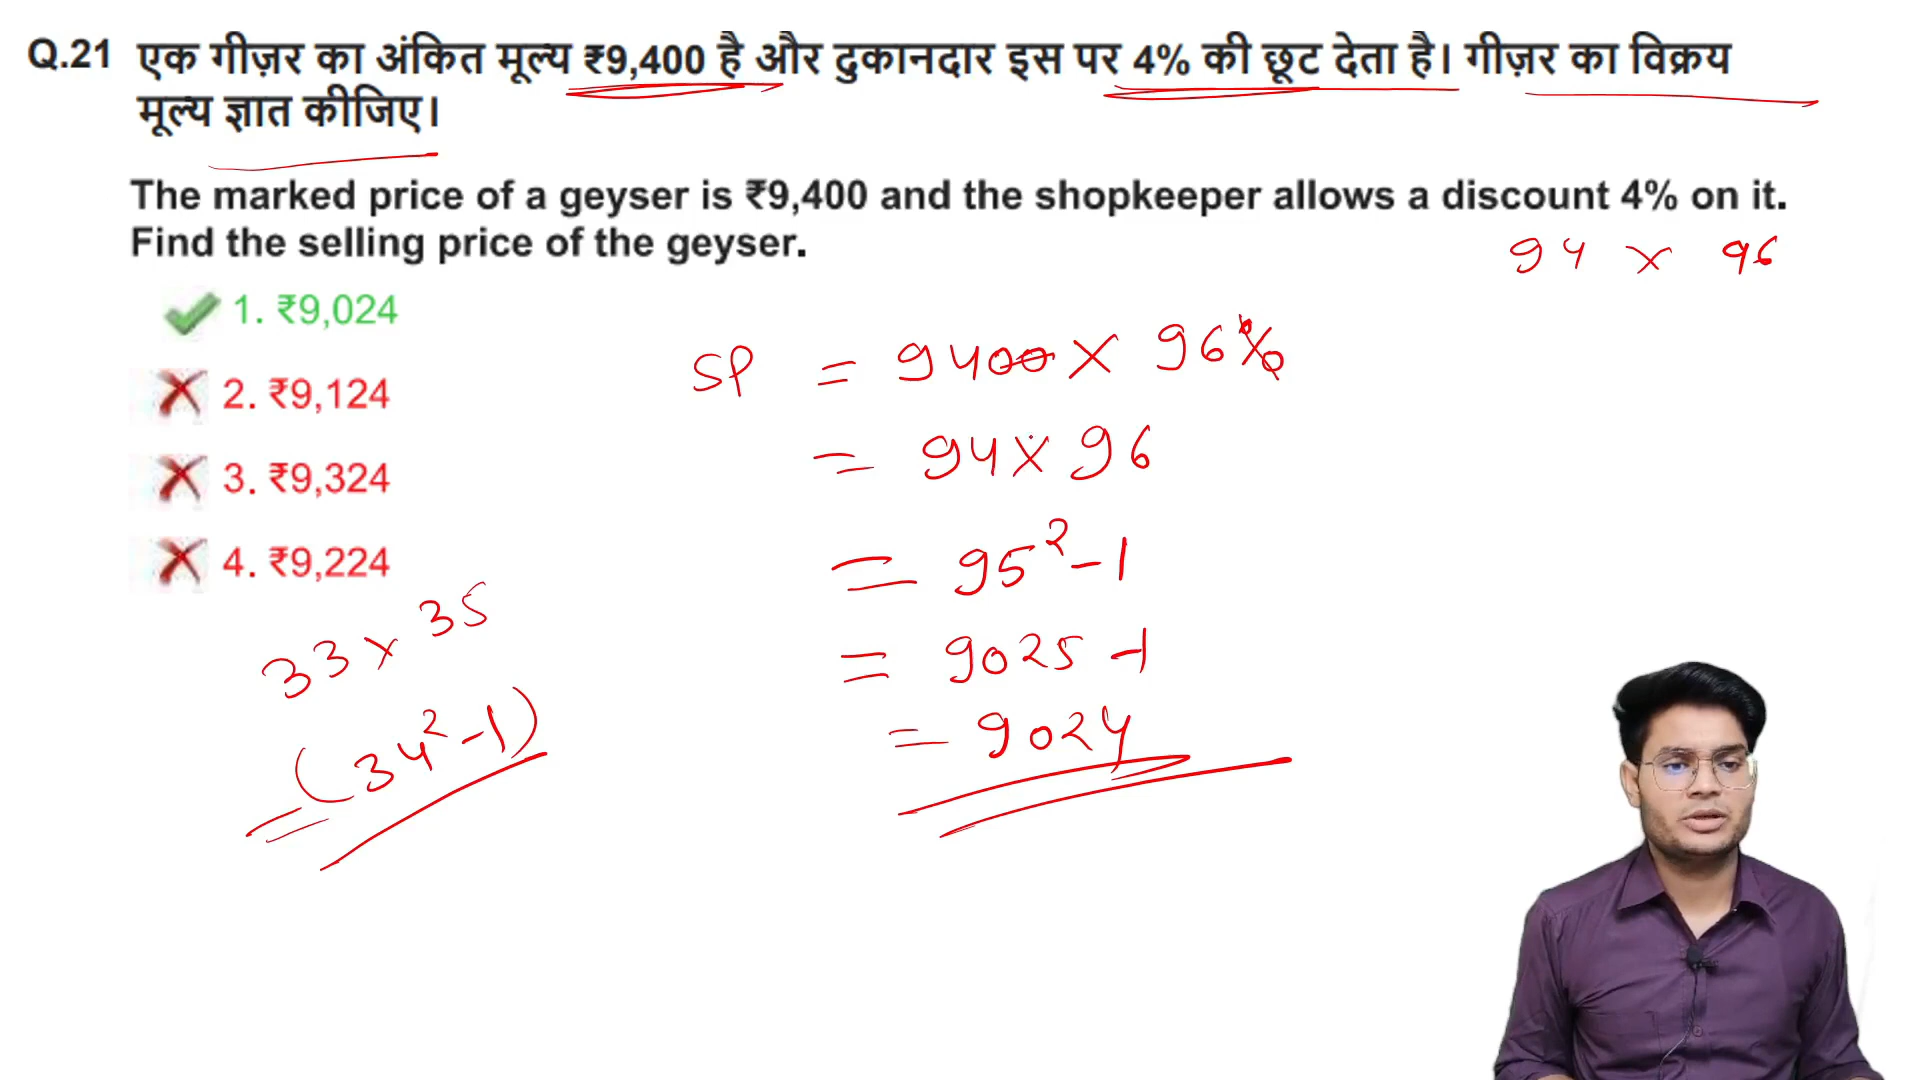 Q.21 एक गीज़र का अंकित मूल्य ₹9,400 है और दुकानदार इस पर 4% की छूट देता है। गीज़र का विक्रय
मूल्य ज्ञात कीजिए।
The marked price of a geyser is ₹9,400 and the shopkeeper allows a discount 4% on it.
Find the selling price of the geyser.
94 × 96
1. ₹9,024
2. ₹9,124
3. ₹9,324
4. ₹9,224
SP = 9400 × 96%
= 94 × 96
= 95² - 1
= 9025 - 1
= 9024
33 × 35
= (34² - 1)